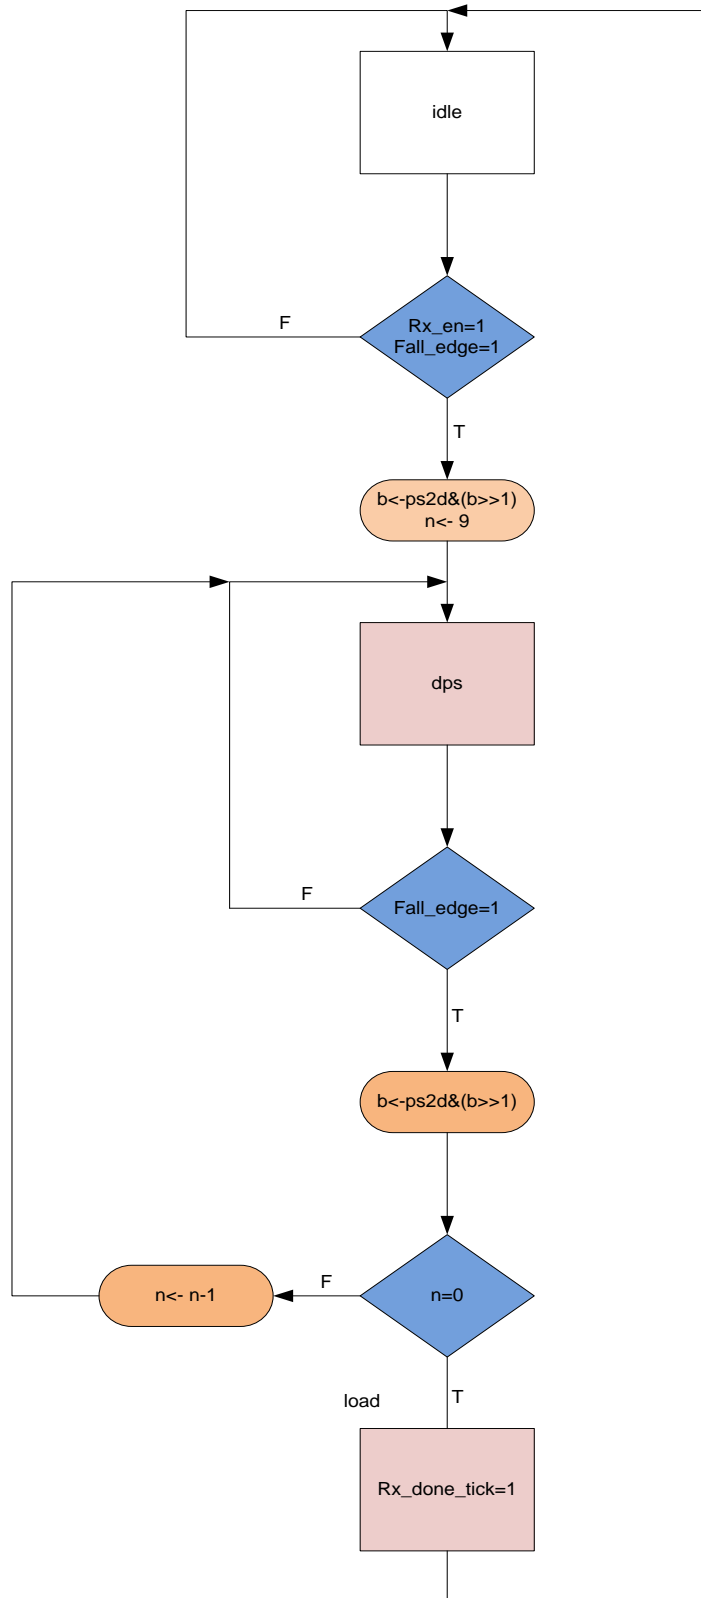 idle
F
Rx_en=1
Fall_edge=1
T
b<-ps2d&(b>>1)
n<- 9
dps
F
Fall_edge=1
T
b<-ps2d&(b>>1)
n<- n-1
F
n=0
load
T
Rx_done_tick=1